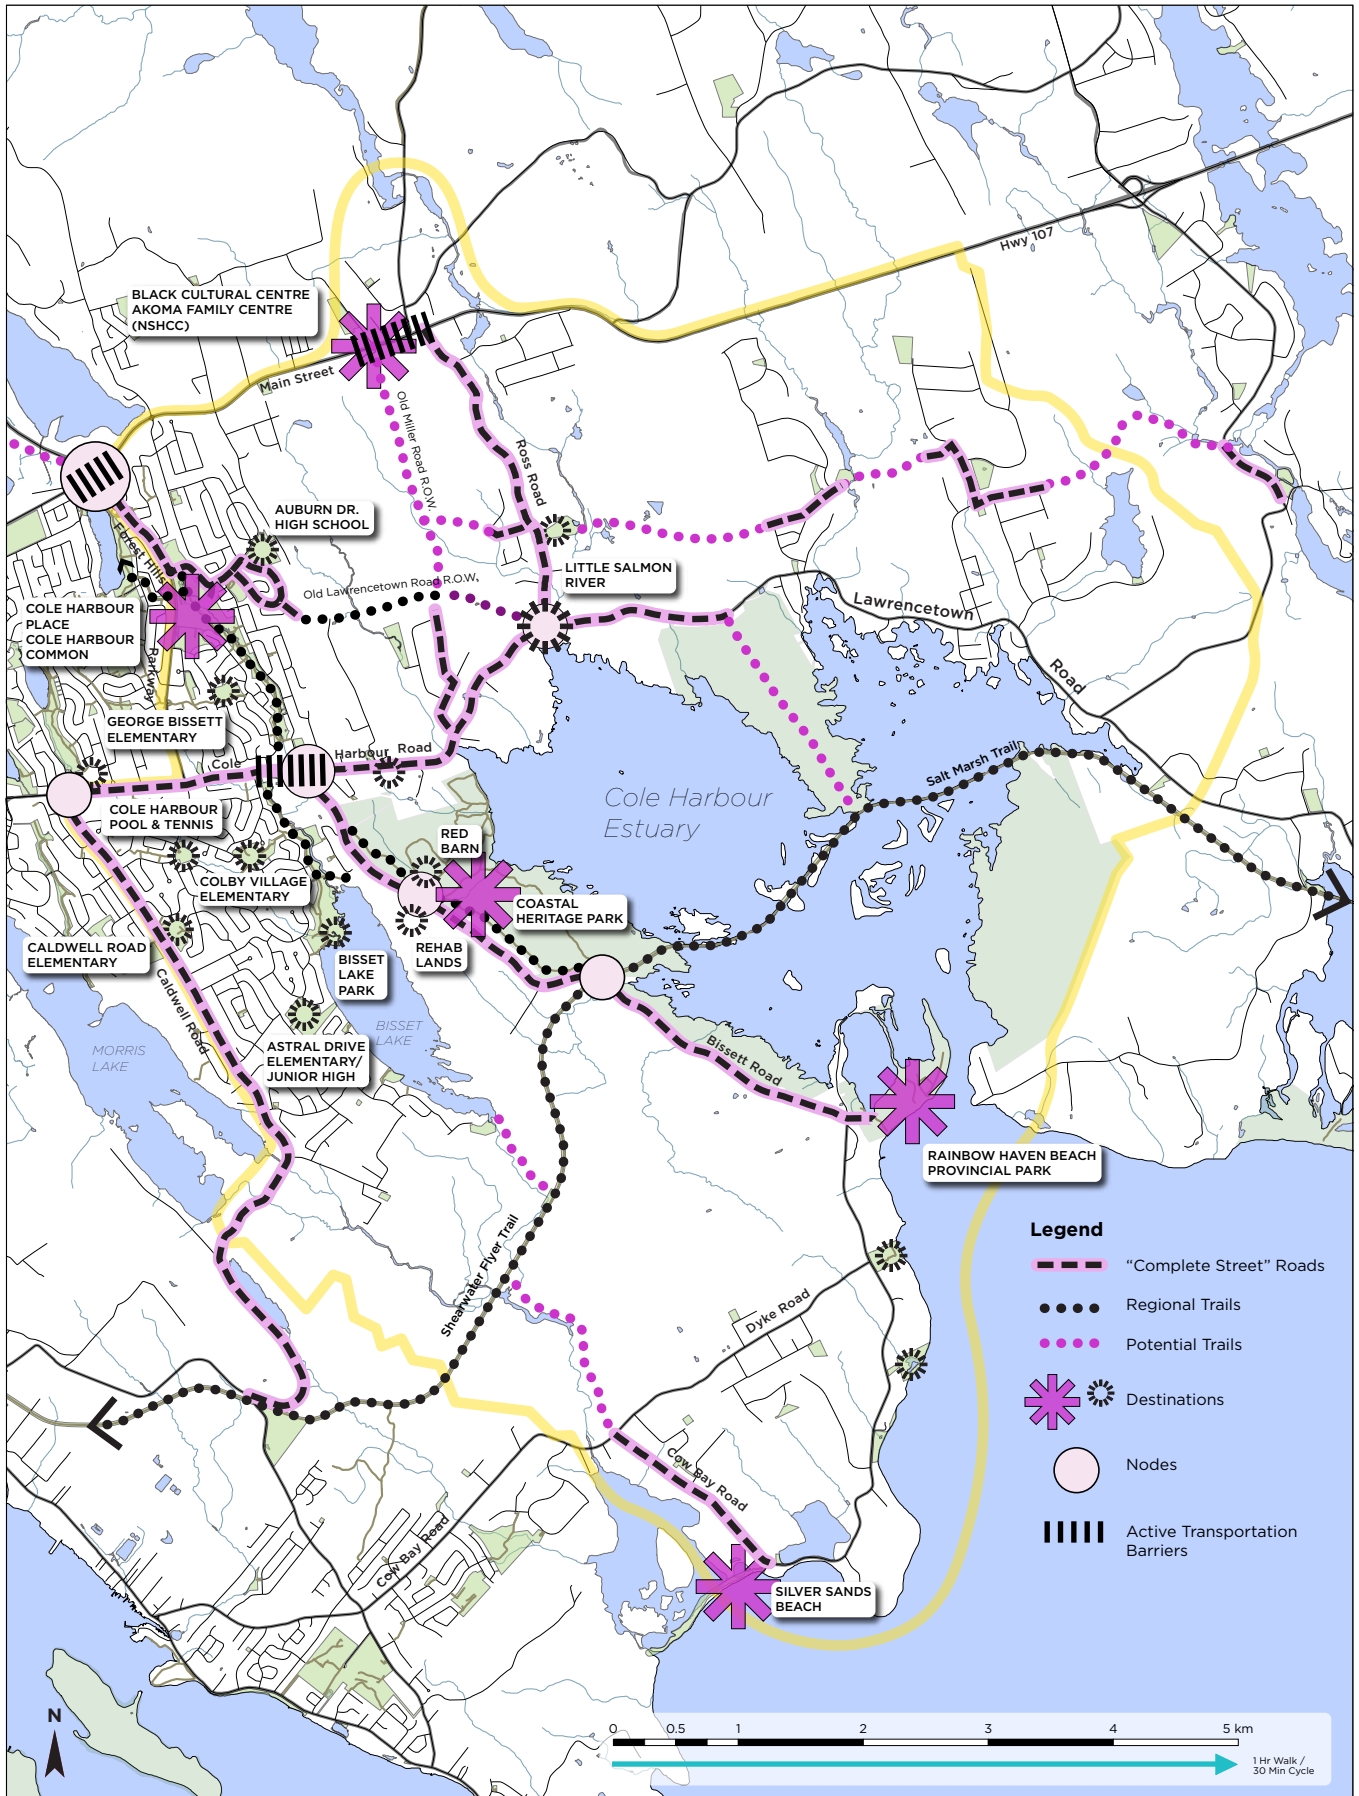 Hwy 107
BLACK CULTURAL CENTRE
AKOMA FAMILY CENTRE
(NSHCC)
Main Street
Old Miller Road R.O.W.
Ross Road
AUBURN DR.
HIGH SCHOOL
Forest Hills
Parkway
LITTLE SALMON
RIVER
Old Lawrencetown Road R.O.W.
Lawrencetown
Road
COLE HARBOUR
PLACE
COLE HARBOUR
COMMON
GEORGE BISSETT
ELEMENTARY
Cole Harbour Road
Salt Marsh Trail
Cole Harbour
Estuary
COLE HARBOUR
POOL & TENNIS
RED
BARN
COLBY VILLAGE
ELEMENTARY
COASTAL
HERITAGE PARK
CALDWELL ROAD
ELEMENTARY
REHAB
LANDS
BISSET
LAKE
PARK
Caldwell Road
BISSET
LAKE
MORRIS
LAKE
ASTRAL DRIVE
ELEMENTARY/
JUNIOR HIGH
Bissett Road
RAINBOW HAVEN BEACH
PROVINCIAL PARK
Shearwater Flyer Trail
Dyke Road
Legend
“Complete Street” Roads
Regional Trails
Potential Trails
Destinations
Nodes
Active Transportation
Barriers
Cow Bay Road
Cow Bay Road
SILVER SANDS
BEACH
N
0 0.5 1 2 3 4 5 km
1 Hr Walk /
30 Min Cycle